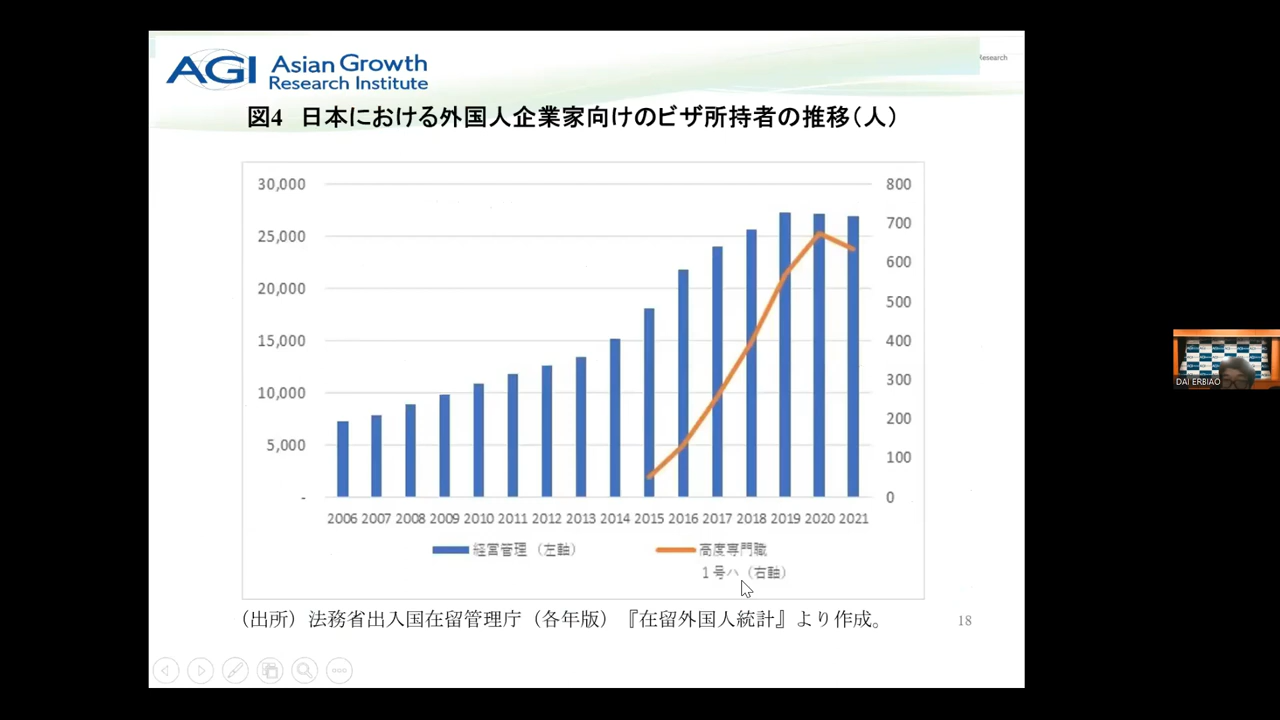 AGI Asian Growth
Research Institute
Research
図4 日本における外国人企業家向けのビザ所持者の推移(人)
30,000
25,000
20,000
15,000
10,000
5,000
-
800
700
600
500
400
300
200
100
0
2006 2007 2008 2009 2010 2011 2012 2013 2014 2015 2016 2017 2018 2019 2020 2021
経営管理 (左軸)
高度専門職
1号ハ (右軸)
(出所)法務省出入国在留管理庁(各年版)『在留外国人統計』より作成。
18
DAI ERBIAO